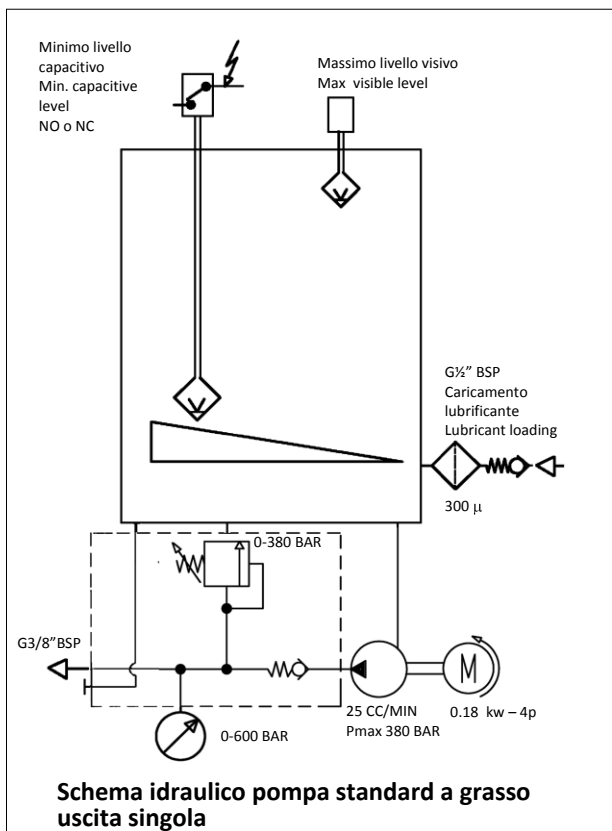 Minimo livello
capacitivo
Min. capacitive
level
NO o NC
Massimo livello visivo
Max visible level
G½" BSP
Caricamento
lubrificante
Lubricant loading
300 µ
0-380 BAR
G3/8"BSP
M
25 CC/MIN
Pmax 380 BAR
0.18 kw – 4p
0-600 BAR
Schema idraulico pompa standard a grasso
uscita singola